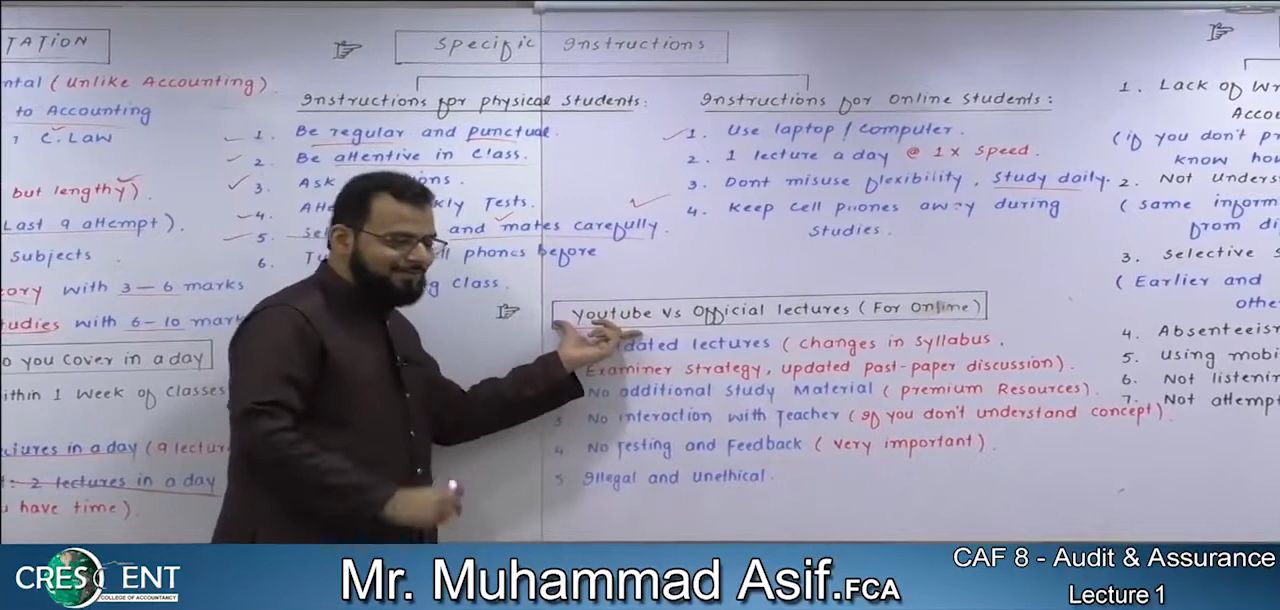 TATION
ntal (unlike Accounting).
to Accounting
C. Law
but lengthy).
Last 9 attempt).
subjects
ory with 3 – 6 marks
tudies with 6 – 10 mar
o you cover in a day
ithin 1 week of classes
ctures in a day (9 lectur
2 lectures in a day
have time).
Specific Instructions
Instructions for physical students:
1. Be regular and punctual.
2. Be attentive in class.
3. Ask
4. Tests.
5. and mates carefully.
6. phones before
class.
Instructions for online students:
1. Use laptop / computer.
2. 1 lecture a day @ 1x speed.
3. Dont misuse flexibility, study daily.
4. Keep cell phones away during
studies.
Youtube vs Official lectures (For Online)
dated lectures (changes in syllabus,
Examiner strategy, updated past-paper discussion).
No additional study Material (premium Resources).
3 No interaction with Teacher (If you don't understand concept).
4 No Testing and Feedback (very important).
5 Illegal and unethical.
1. Lack of wr
Acco
(if you don't pr
know ho
2. Not unders
(same inform
from di
3. Selective s
(Earlier and
othe
4. Absenteeism
5. Using mobi
6. Not listenin
7. Not attemp
CRESCENT
COLLEGE OF ACCOUNTANCY
Mr. Muhammad Asif.FCA
CAF 8 - Audit & Assurance
Lecture 1